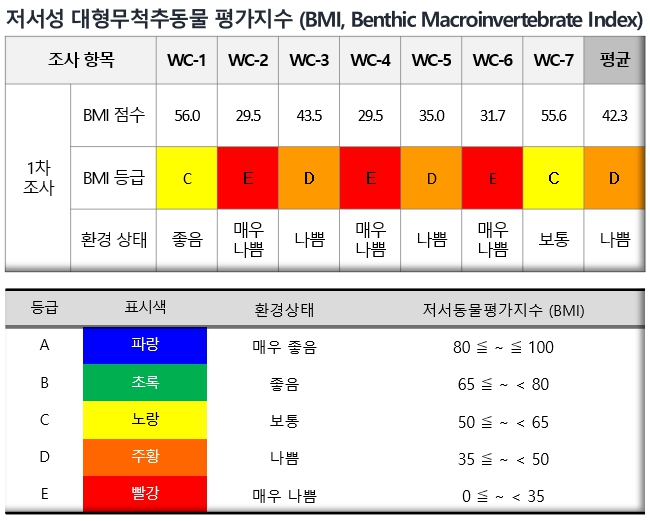 저서성 대형무척추동물 평가지수 (BMI, Benthic Macroinvertebrate Index)
조사 항목 WC-1 WC-2 WC-3 WC-4 WC-5 WC-6 WC-7 평균
1차 조사
BMI 점수 56.0 29.5 43.5 29.5 35.0 31.7 55.6 42.3
BMI 등급 C E D E D E C D
환경 상태 좋음 매우 나쁨 나쁨 매우 나쁨 나쁨 매우 나쁨 보통 나쁨
등급 표시색 환경상태 저서동물평가지수 (BMI)
A 파랑 매우 좋음 80 ≦ ~ ≦ 100
B 초록 좋음 65 ≦ ~ < 80
C 노랑 보통 50 ≦ ~ < 65
D 주황 나쁨 35 ≦ ~ < 50
E 빨강 매우 나쁨 0 ≦ ~ < 35